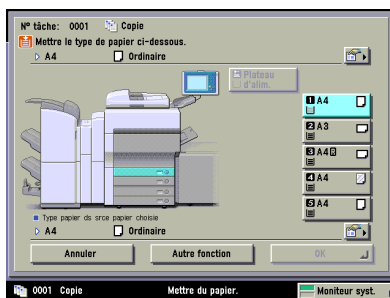 N° tâche: 0001 Copie
Mettre le type de papier ci-dessous.
A4 Ordinaire
Plateau
d'alim.
1 A4
2 A3
3 A4R
4 A4
5 A4
Type papier ds srce papier choisie
A4 Ordinaire
Annuler
Autre fonction
OK
0001 Copie
Mettre du papier.
Moniteur syst.